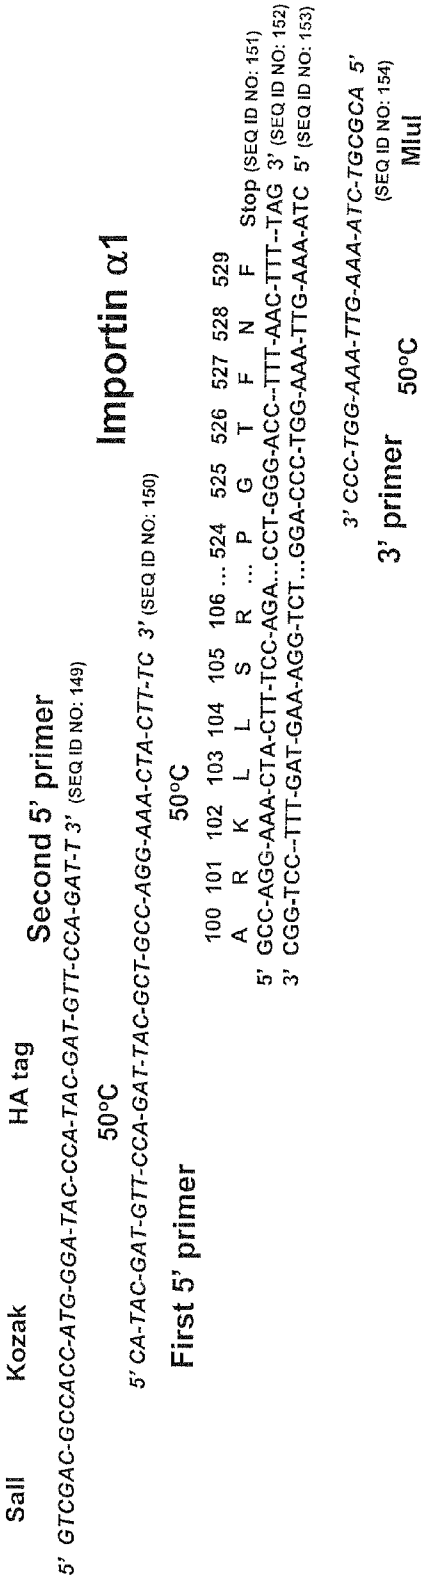 SalI Kozak HA tag
Second 5' primer
5' GTCGAC-GCCACC-ATG-GGA-TAC-CCA-TAC-GAT-GTT-CCA-GAT-T 3' (SEQ ID NO: 149)
50°C
5' CA-TAC-GAT-GTT-CCA-GAT-TAC-GCT-GCC-AGG-AAA-CTA-CTT-TC 3' (SEQ ID NO: 150)
Importin α1
First 5' primer
50°C
100 101 102 103 104 105 106 ... 524 525 526 527 528 529
A R K L L S R ... P G T F N F Stop (SEQ ID NO: 151)
5' GCC-AGG-AAA-CTA-CTT-TCC-AGA...CCT-GGG-ACC--TTT-AAC-TTT--TAG 3' (SEQ ID NO: 152)
3' CGG-TCC--TTT-GAT-GAA-AGG-TCT...GGA-CCC-TGG-AAA-TTG-AAA-ATC 5' (SEQ ID NO: 153)
3' CCC-TGG-AAA-TTG-AAA-ATC-TGCGCA 5'
(SEQ ID NO: 154)
3' primer 50°C MluI